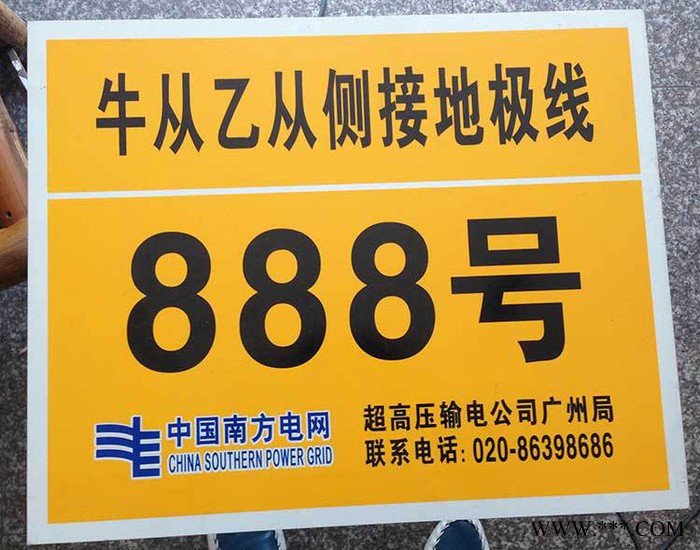 牛从乙从侧接地极线
888号
中国南方电网
CHINA SOUTHERN POWER GRID
超高压输电公司广州局
联系电话: 020-86398686
WWW.***.COM